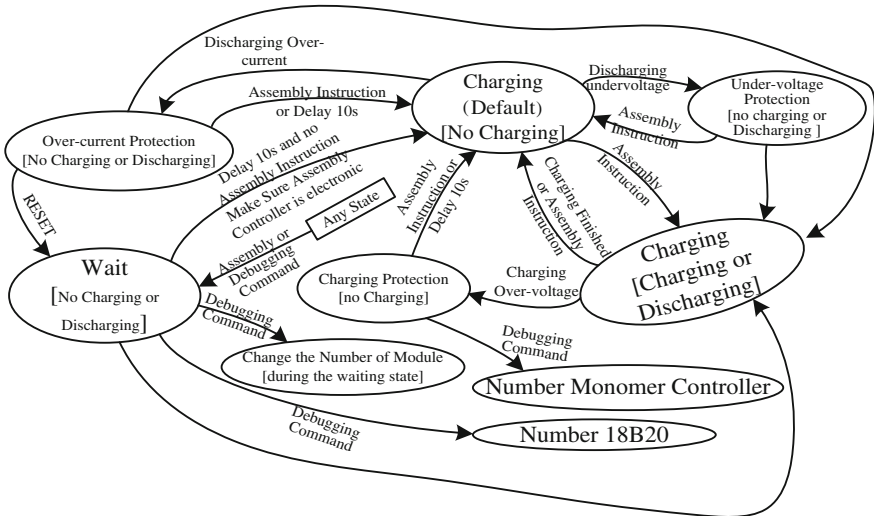 Discharging Over-
current
Charging
(Default)
[No Charging]
Discharging
undervoltage
Under-voltage
Protection
[no charging or
Discharging ]
Assembly Instruction
or Delay 10s
Assembly
Instruction
Over-current Protection
[No Charging or Discharging]
Delay 10s and no
Assembly Instruction
Make Sure Assembly
Controller is electronic
Assembly
Instruction or
Delay 10s
Charging Finished
or Assembly
Instruction
Assembly
Instruction
RESET
Any State
Assembly or
Debugging
Command
Wait
[No Charging or
Discharging]
Charging Protection
[no Charging]
Charging
Over-voltage
Charging
[Charging or
Discharging]
Debugging
Command
Debugging
Command
Change the Number of Module
[during the waiting state]
Number Monomer Controller
Debugging
Command
Number 18B20